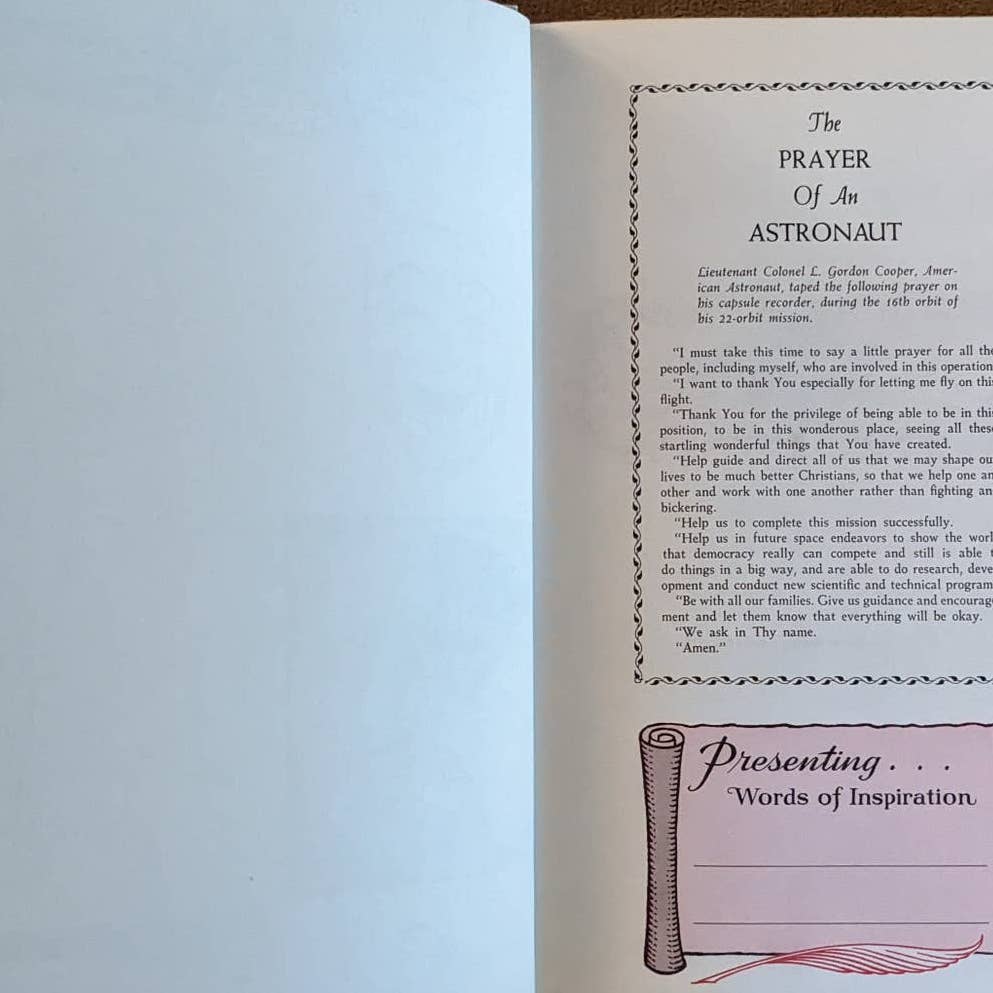 The
PRAYER
Of An
ASTRONAUT
Lieutenant Colonel L. Gordon Cooper, Amer-
ican Astronaut, taped the following prayer on
his capsule recorder, during the 16th orbit of
his 22-orbit mission.
"I must take this time to say a little prayer for all the
people, including myself, who are involved in this operation
"I want to thank You especially for letting me fly on this
flight.
"Thank You for the privilege of being able to be in this
position, to be in this wonderous place, seeing all these
startling wonderful things that You have created.
"Help guide and direct all of us that we may shape ou
lives to be much better Christians, so that we help one an
other and work with one another rather than fighting an
bickering.
"Help us to complete this mission successfully.
"Help us in future space endeavors to show the worl
that democracy really can compete and still is able t
do things in a big way, and are able to do research, deve
opment and conduct new scientific and technical program
"Be with all our families. Give us guidance and encourage
ment and let them know that everything will be okay.
"We ask in Thy name.
"Amen."
Presenting . . .
Words of Inspiration